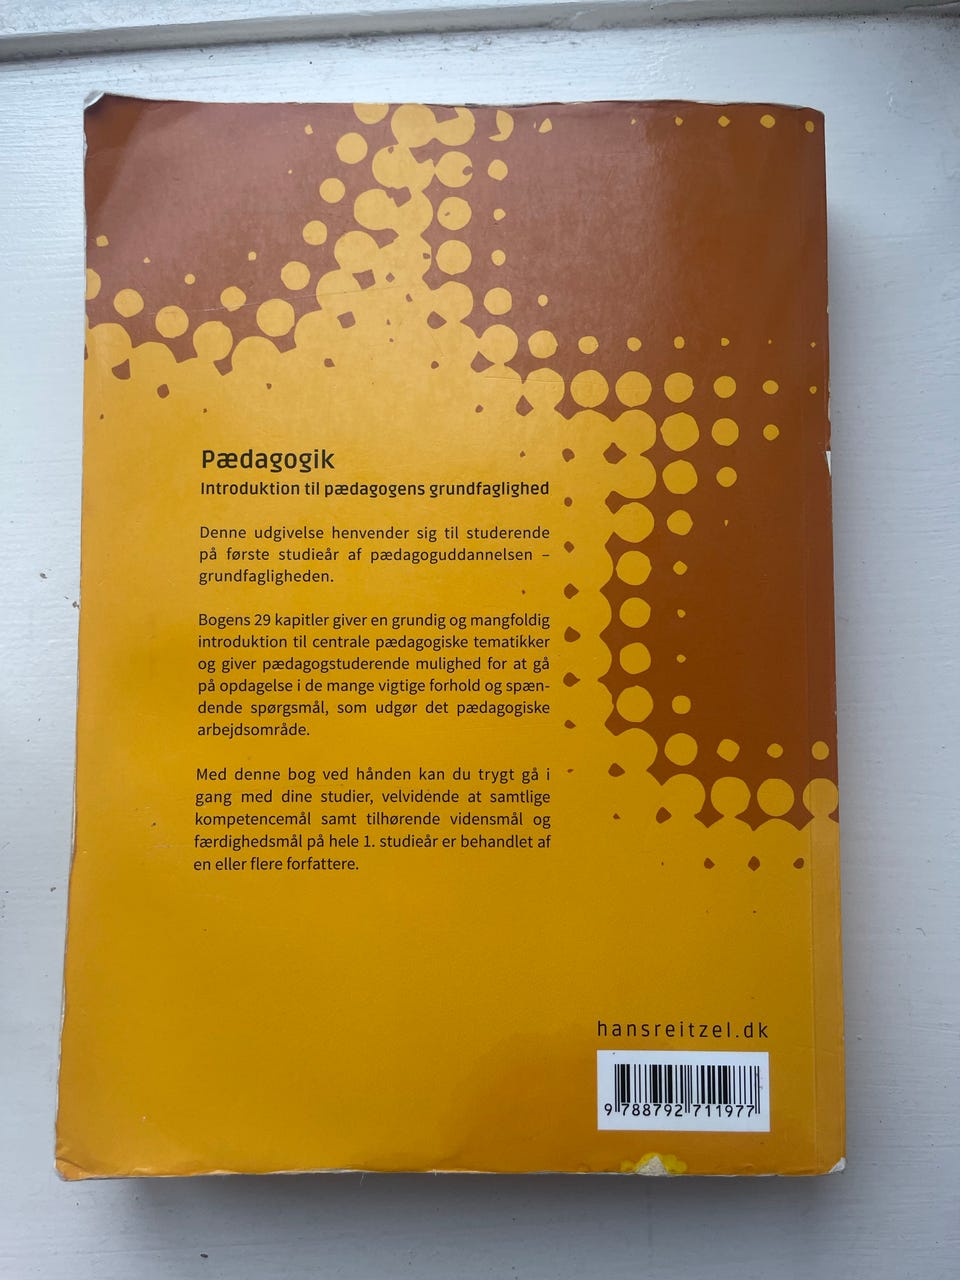 Pædagogik
Introduktion til pædagogens grundfaglighed
Denne udgivelse henvender sig til studerende
på første studieår af pædagoguddannelsen –
grundfagligheden.
Bogens 29 kapitler giver en grundig og mangfoldig
introduktion til centrale pædagogiske tematikker
og giver pædagogstuderende mulighed for at gå
på opdagelse i de mange vigtige forhold og spæn-
dende spørgsmål, som udgør det pædagogiske
arbejdsområde.
Med denne bog ved hånden kan du trygt gå i
gang med dine studier, velvidende at samtlige
kompetencemål samt tilhørende vidensmål og
færdighedsmål på hele 1. studieår er behandlet af
en eller flere forfattere.
hansreitzel.dk
9 788792 711977